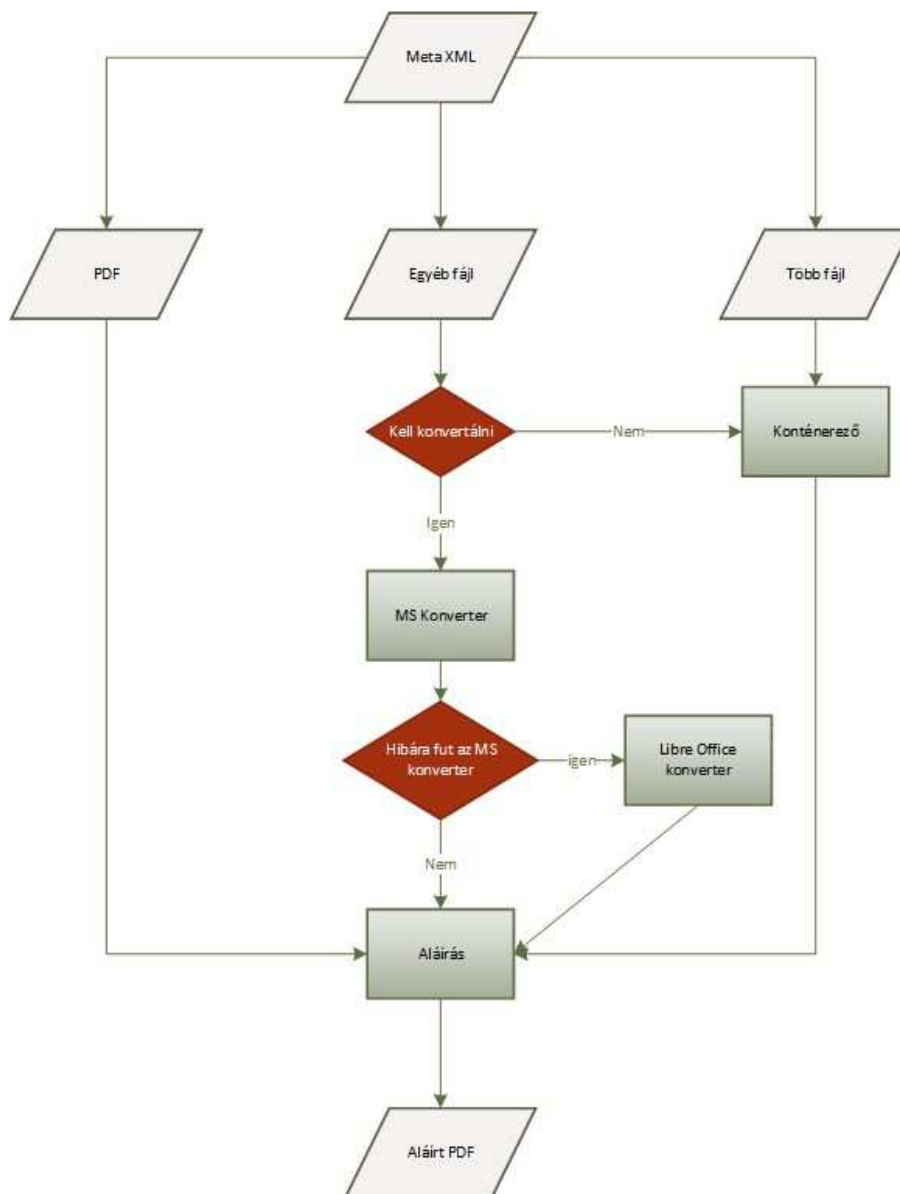 Meta XML
PDF
Egyéb fájl
Több fájl
Kell konvertálni
Nem
Konténerező
Igen
MS Konverter
Hibára fut az MS
konverter
igen
Libre Office
konverter
Nem
Aláírás
Aláírt PDF